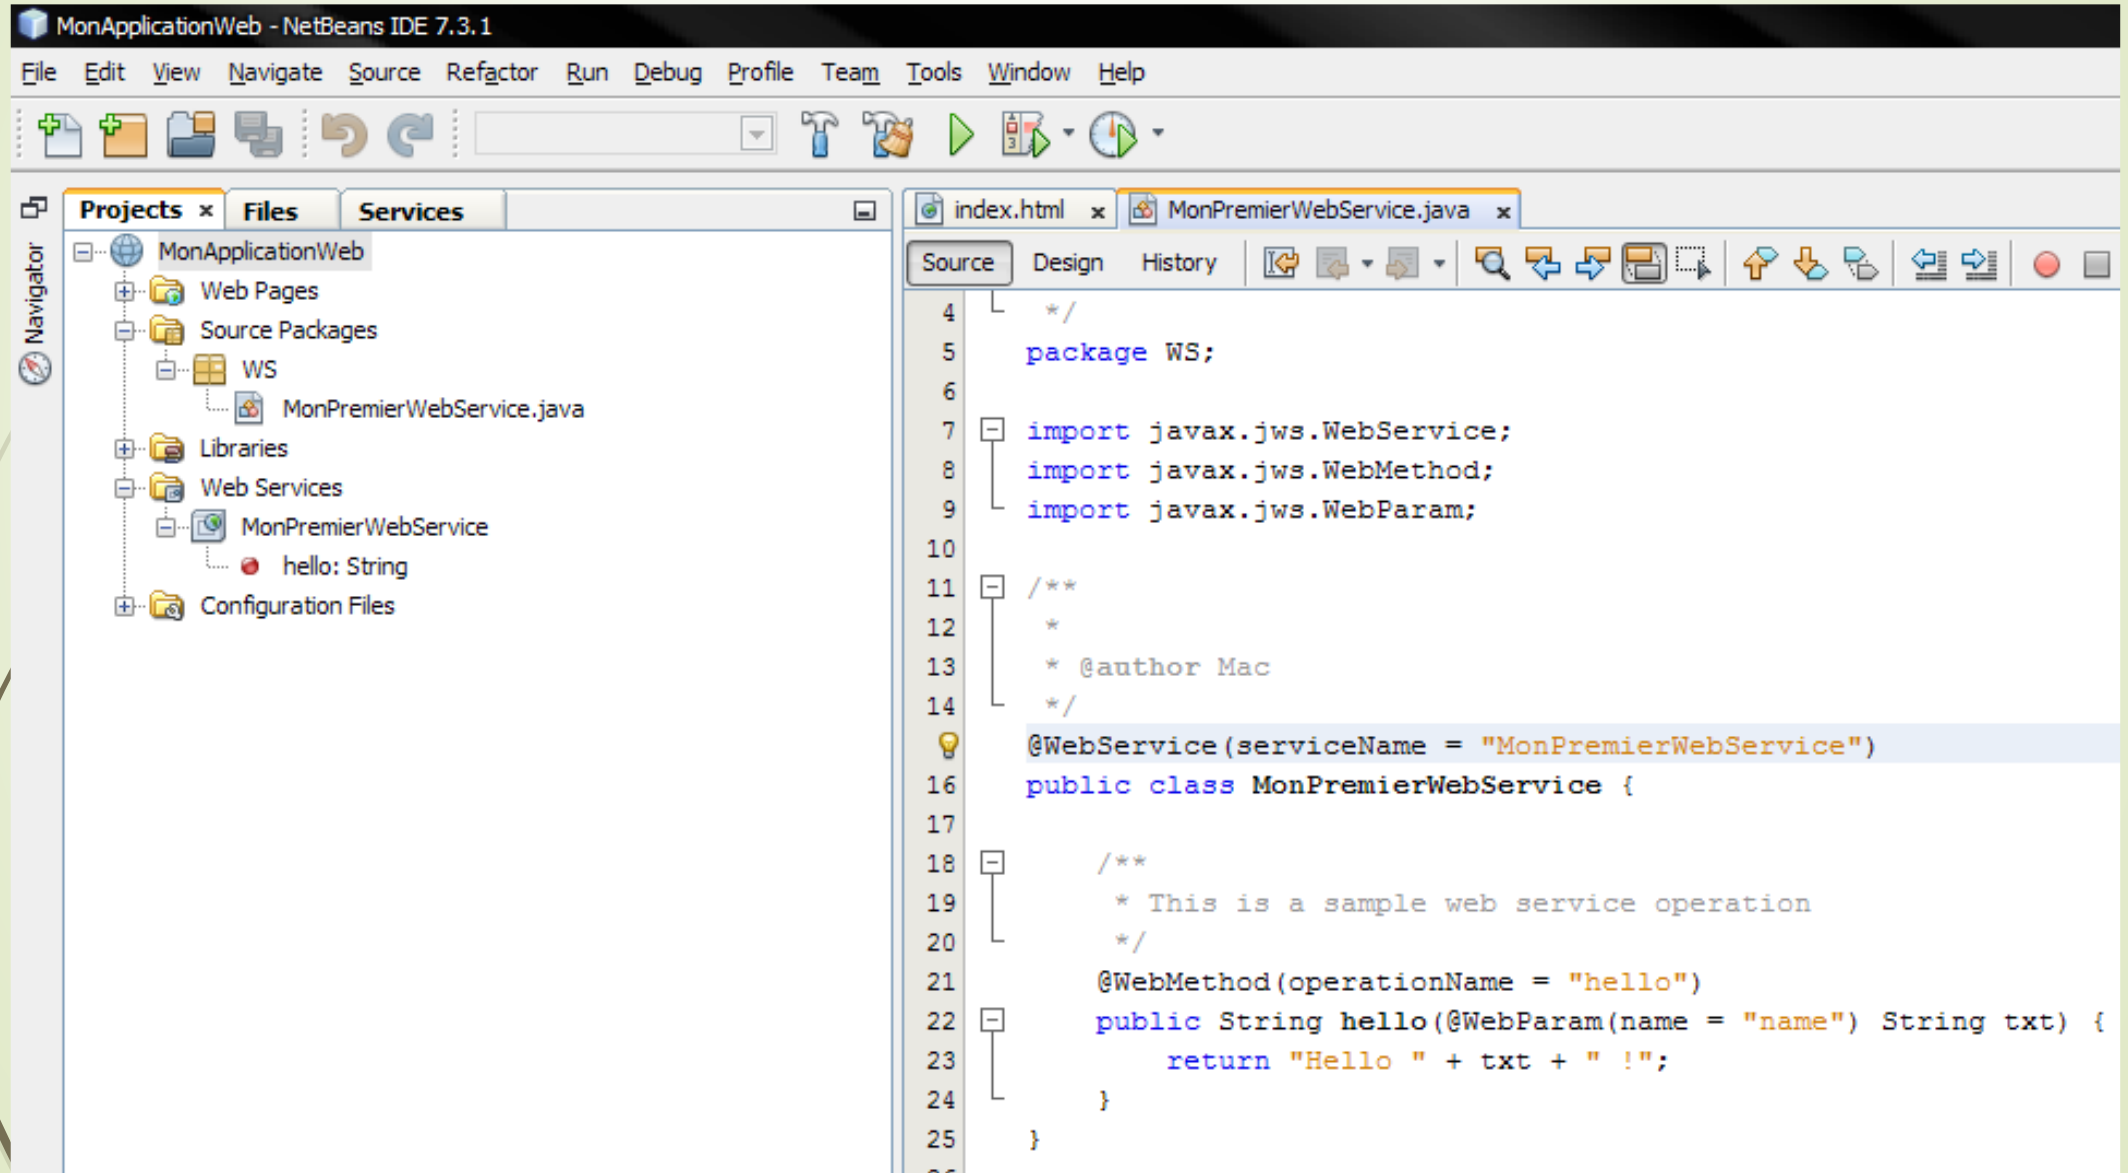 MonApplicationWeb - NetBeans IDE 7.3.1
File Edit View Navigate Source Refactor Run Debug Profile Team Tools Window Help
Projects Files Services
Navigator
MonApplicationWeb
Web Pages
Source Packages
WS
MonPremierWebService.java
Libraries
Web Services
MonPremierWebService
hello: String
Configuration Files
index.html MonPremierWebService.java
Source Design History
4 */
5 package WS;
6
7 import javax.jws.WebService;
8 import javax.jws.WebMethod;
9 import javax.jws.WebParam;
10
11 /**
12 *
13 * @author Mac
14 */
@WebService(serviceName = "MonPremierWebService")
16 public class MonPremierWebService {
17
18 /**
19 * This is a sample web service operation
20 */
21 @WebMethod(operationName = "hello")
22 public String hello(@WebParam(name = "name") String txt) {
23 return "Hello " + txt + " !";
24 }
25 }